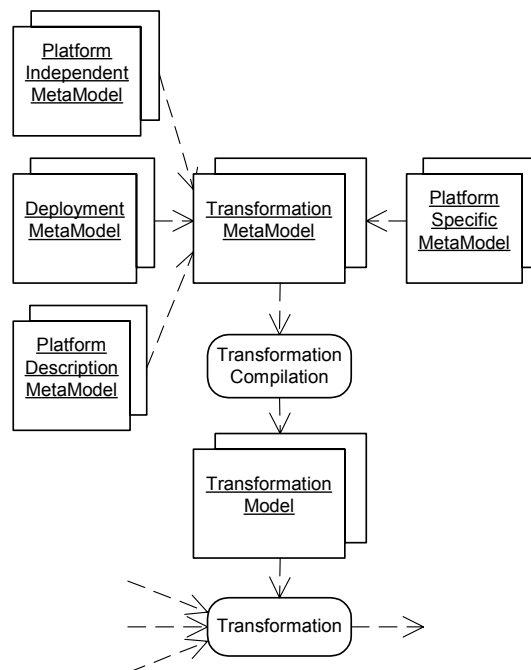 Platform
Independent
MetaModel
Deployment
MetaModel
Transformation
MetaModel
Platform
Specific
MetaModel
Platform
Description
MetaModel
Transformation
Compilation
Transformation
Model
Transformation